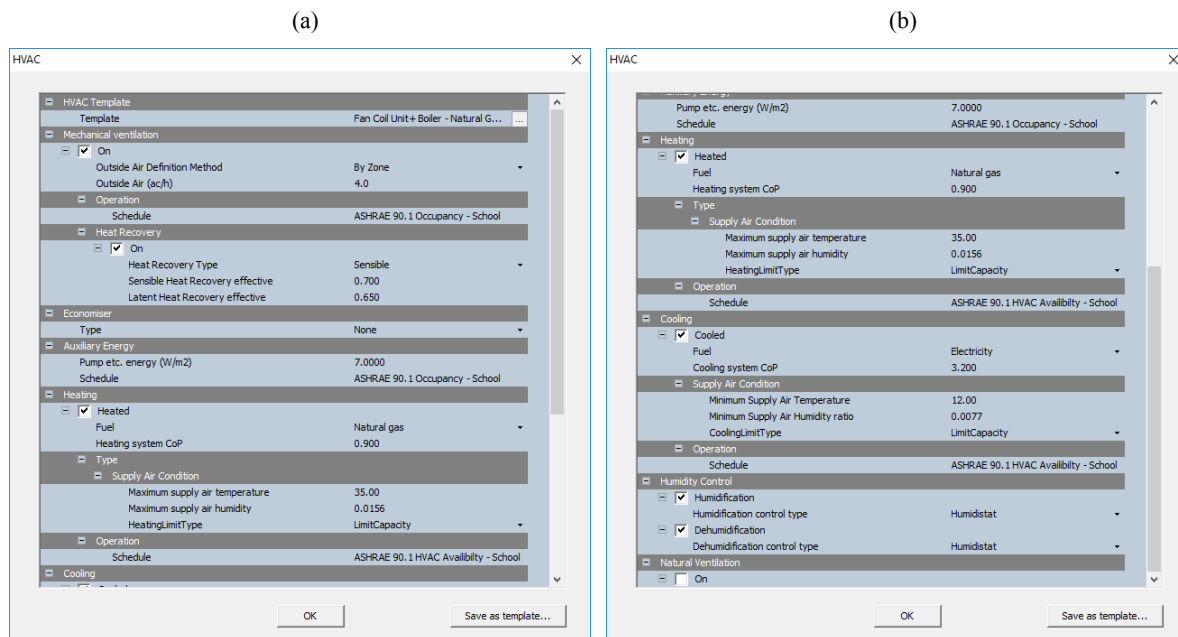 (a)
HVAC
HVAC Template
Template Fan Coil Unit+ Boiler - Natural G... ...
Mechanical ventilation
On
Outside Air Definition Method By Zone
Outside Air (ac/h) 4.0
Operation
Schedule ASHRAE 90.1 Occupancy - School
Heat Recovery
On
Heat Recovery Type Sensible
Sensible Heat Recovery effective 0.700
Latent Heat Recovery effective 0.650
Economiser
Type None
Auxiliary Energy
Pump etc. energy (W/m2) 7.0000
Schedule ASHRAE 90.1 Occupancy - School
Heating
Heated
Fuel Natural gas
Heating system CoP 0.900
Type
Supply Air Condition
Maximum supply air temperature 35.00
Maximum supply air humidity 0.0156
HeatingLimitType LimitCapacity
Operation
Schedule ASHRAE 90.1 HVAC Availibilty - School
Cooling
OK Save as template...
(b)
HVAC
Pump etc. energy (W/m2) 7.0000
Schedule ASHRAE 90.1 Occupancy - School
Heating
Heated
Fuel Natural gas
Heating system CoP 0.900
Type
Supply Air Condition
Maximum supply air temperature 35.00
Maximum supply air humidity 0.0156
HeatingLimitType LimitCapacity
Operation
Schedule ASHRAE 90.1 HVAC Availibilty - School
Cooling
Cooled
Fuel Electricity
Cooling system CoP 3.200
Supply Air Condition
Minimum Supply Air Temperature 12.00
Minimum Supply Air Humidity ratio 0.0077
CoolingLimitType LimitCapacity
Operation
Schedule ASHRAE 90.1 HVAC Availibilty - School
Humidity Control
Humidification
Humidification control type Humidistat
Dehumidification
Dehumidification control type Humidistat
Natural Ventilation
On
OK Save as template...